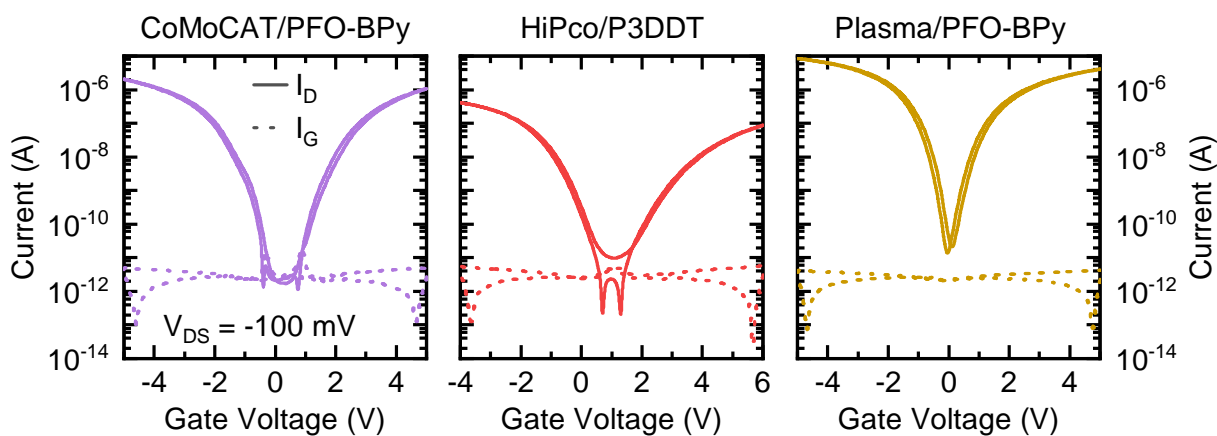 CoMoCAT/PFO-BPy HiPco/P3DDT Plasma/PFO-BPy
Current (A)
10⁻⁶
10⁻⁸
10⁻¹⁰
10⁻¹²
10⁻¹⁴
I_D
I_G
V_DS = -100 mV
10⁻⁶
10⁻⁸
10⁻¹⁰
10⁻¹²
10⁻¹⁴
Current (A)
-4 -2 0 2 4
-4 -2 0 2 4 6
-4 -2 0 2 4
Gate Voltage (V) Gate Voltage (V) Gate Voltage (V)